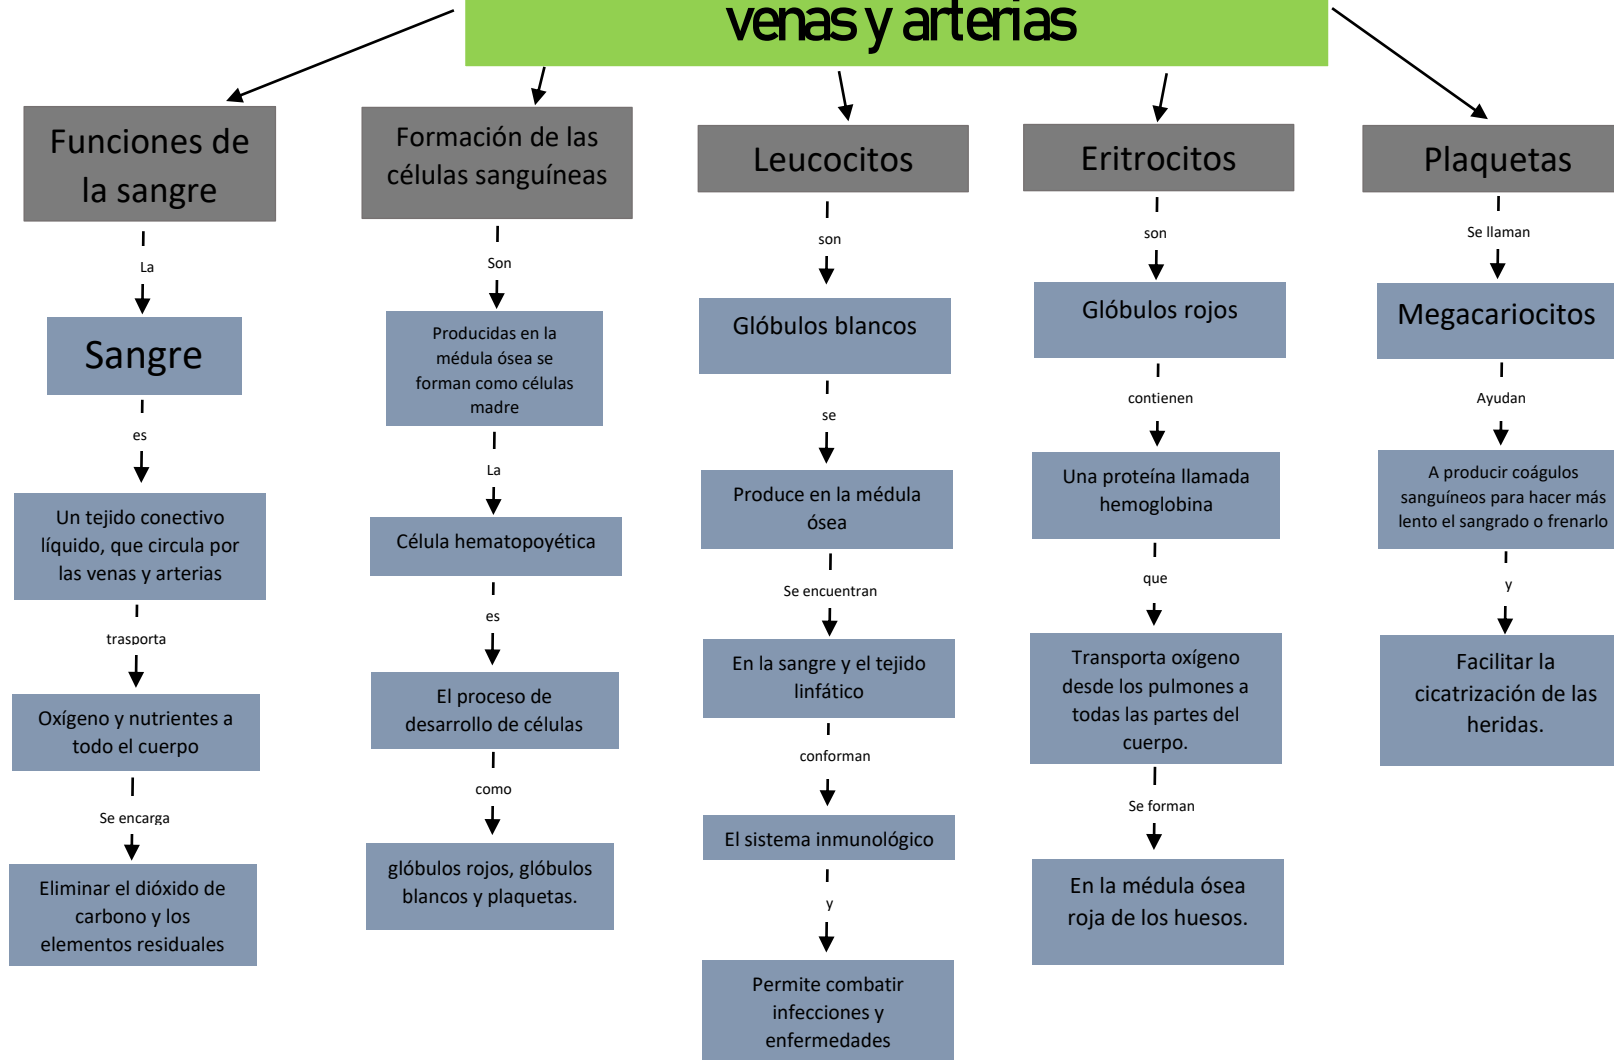 venas y arterias
Funciones de
la sangre
La
Sangre
es
Un tejido conectivo
líquido, que circula por
las venas y arterias
trasporta
Oxígeno y nutrientes a
todo el cuerpo
Se encarga
Eliminar el dióxido de
carbono y los
elementos residuales
Formación de las
células sanguíneas
Son
Producidas en la
médula ósea se
forman como células
madre
La
Célula hematopoyética
es
El proceso de
desarrollo de células
como
glóbulos rojos, glóbulos
blancos y plaquetas.
Leucocitos
son
Glóbulos blancos
se
Produce en la médula
ósea
Se encuentran
En la sangre y el tejido
linfático
conforman
El sistema inmunológico
y
Permite combatir
infecciones y
enfermedades
Eritrocitos
son
Glóbulos rojos
contienen
Una proteína llamada
hemoglobina
que
Transporta oxígeno
desde los pulmones a
todas las partes del
cuerpo.
Se forman
En la médula ósea
roja de los huesos.
Plaquetas
Se llaman
Megacariocitos
Ayudan
A producir coágulos
sanguíneos para hacer más
lento el sangrado o frenarlo
y
Facilitar la
cicatrización de las
heridas.